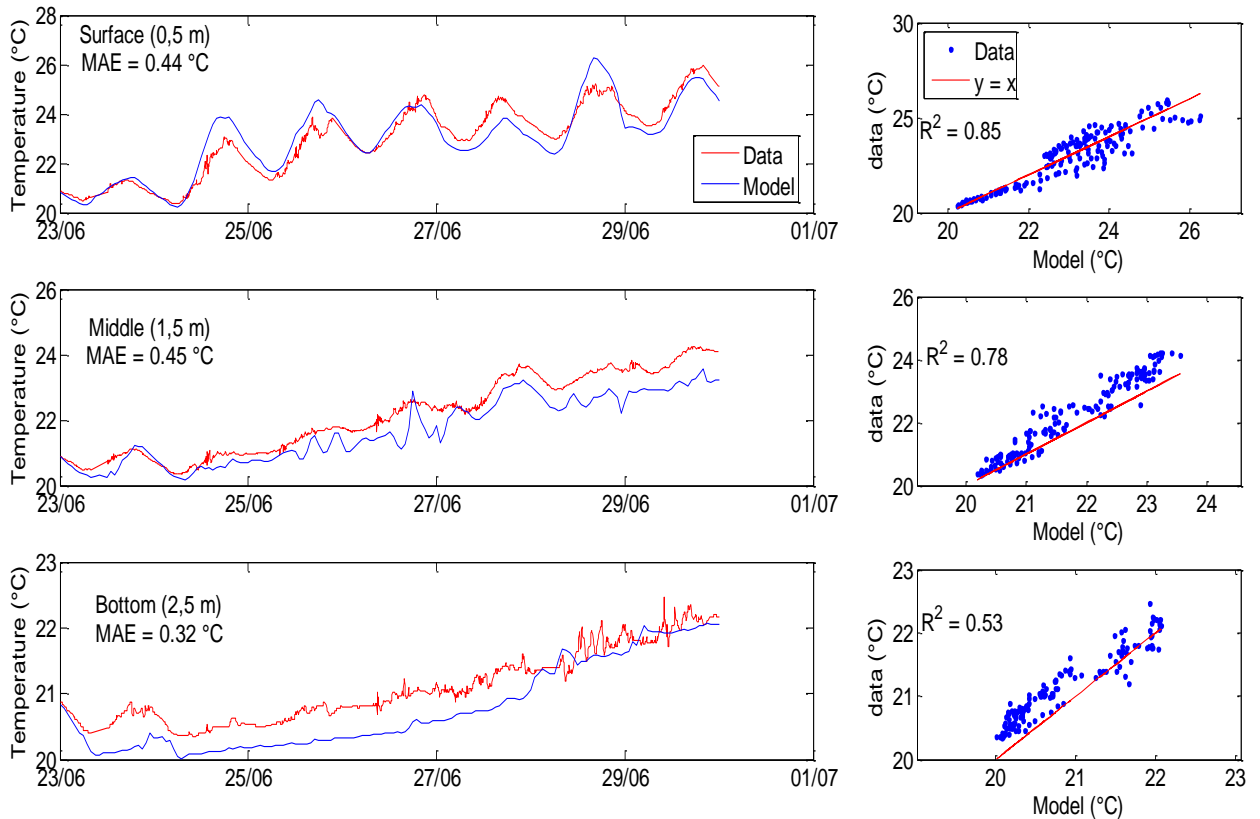 Surface (0,5 m)
MAE = 0.44 °C
Temperature (°C)
28
26
24
22
20
23/06
25/06
27/06
29/06
01/07
Data
Model
30
25
20
data (°C)
Data
y = x
R² = 0.85
20
22
24
26
Model (°C)
Middle (1,5 m)
MAE = 0.45 °C
Temperature (°C)
26
24
22
20
23/06
25/06
27/06
29/06
01/07
26
24
22
20
data (°C)
R² = 0.78
20
21
22
23
24
Model (°C)
Bottom (2,5 m)
MAE = 0.32 °C
Temperature (°C)
23
22
21
20
23/06
25/06
27/06
29/06
01/07
23
22
21
20
data (°C)
R² = 0.53
20
21
22
23
Model (°C)